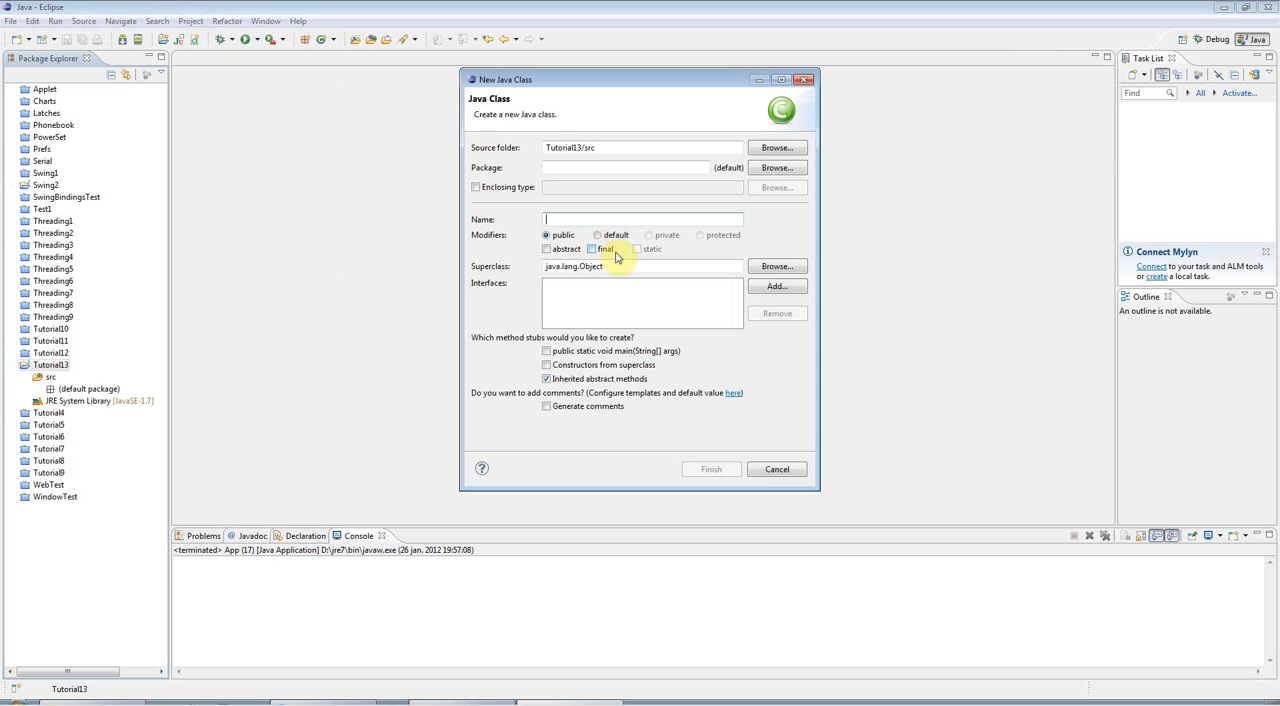 Java - Eclipse
File Edit Run Source Navigate Search Project Refactor Window Help
Debug Java
Package Explorer
Applet
Charts
Latches
Phonebook
PowerSet
Prefs
Serial
Swing1
Swing2
SwingBindingsTest
Test1
Threading1
Threading2
Threading3
Threading4
Threading5
Threading6
Threading7
Threading8
Threading9
Tutorial10
Tutorial11
Tutorial12
Tutorial13
src
(default package)
JRE System Library [JavaSE-1.7]
Tutorial4
Tutorial5
Tutorial6
Tutorial7
Tutorial8
Tutorial9
WebTest
WindowTest
New Java Class
Java Class
Create a new Java class.
C
Source folder: Tutorial13/src Browse...
Package: (default) Browse...
Enclosing type: Browse...
Name:
Modifiers: public default private protected
abstract final static
Superclass: java.lang.Object Browse...
Interfaces: Add...
Remove
Which method stubs would you like to create?
public static void main(String[] args)
Constructors from superclass
Inherited abstract methods
Do you want to add comments? (Configure templates and default value here)
Generate comments
? Finish Cancel
Task List
Find All Activate...
Connect Mylyn
Connect to your task and ALM tools
or create a local task.
Outline
An outline is not available.
Problems Javadoc Declaration Console
<terminated> App (17) [Java Application] D:\jre7\bin\javaw.exe (26 jan. 2012 19:57:08)
Tutorial13